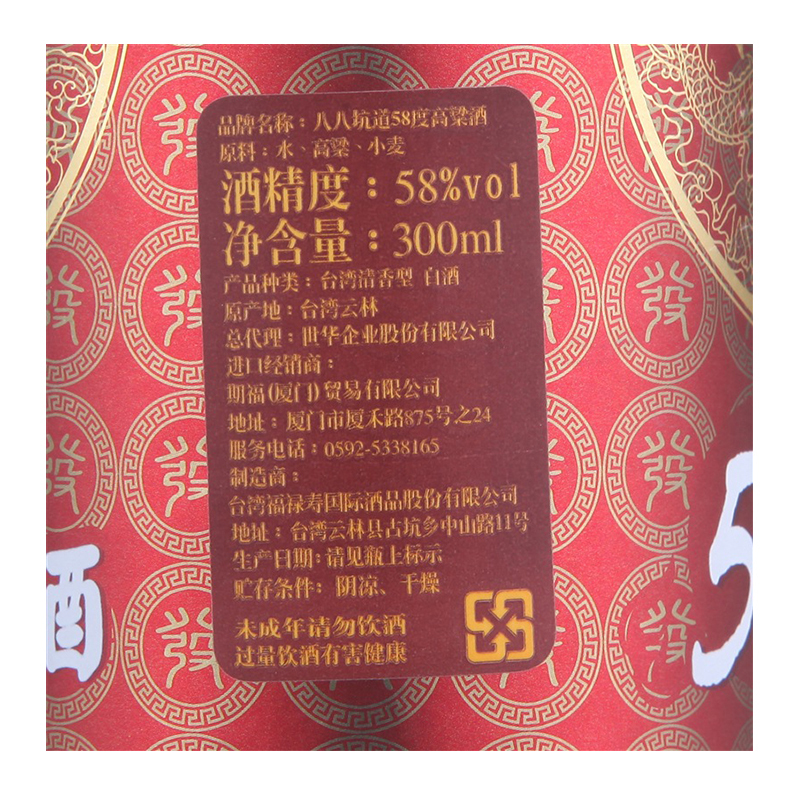 品牌名称：八八坑道58度高粱酒
原料：水、高粱、小麦
酒精度：58%vol
净含量：300ml
产品种类：台湾清香型 白酒
原产地：台湾云林
总代理：世华企业股份有限公司
进口经销商：
期福(厦门)贸易有限公司
地址：厦门市厦禾路875号之24
服务电话：0592-5338165
制造商：
台湾福禄寿国际酒品股份有限公司
地址：台湾云林县古坑乡中山路11号
生产日期：请见瓶上标示
贮存条件：阴凉、干燥
未成年请勿饮酒
过量饮酒有害健康
酒
5
發